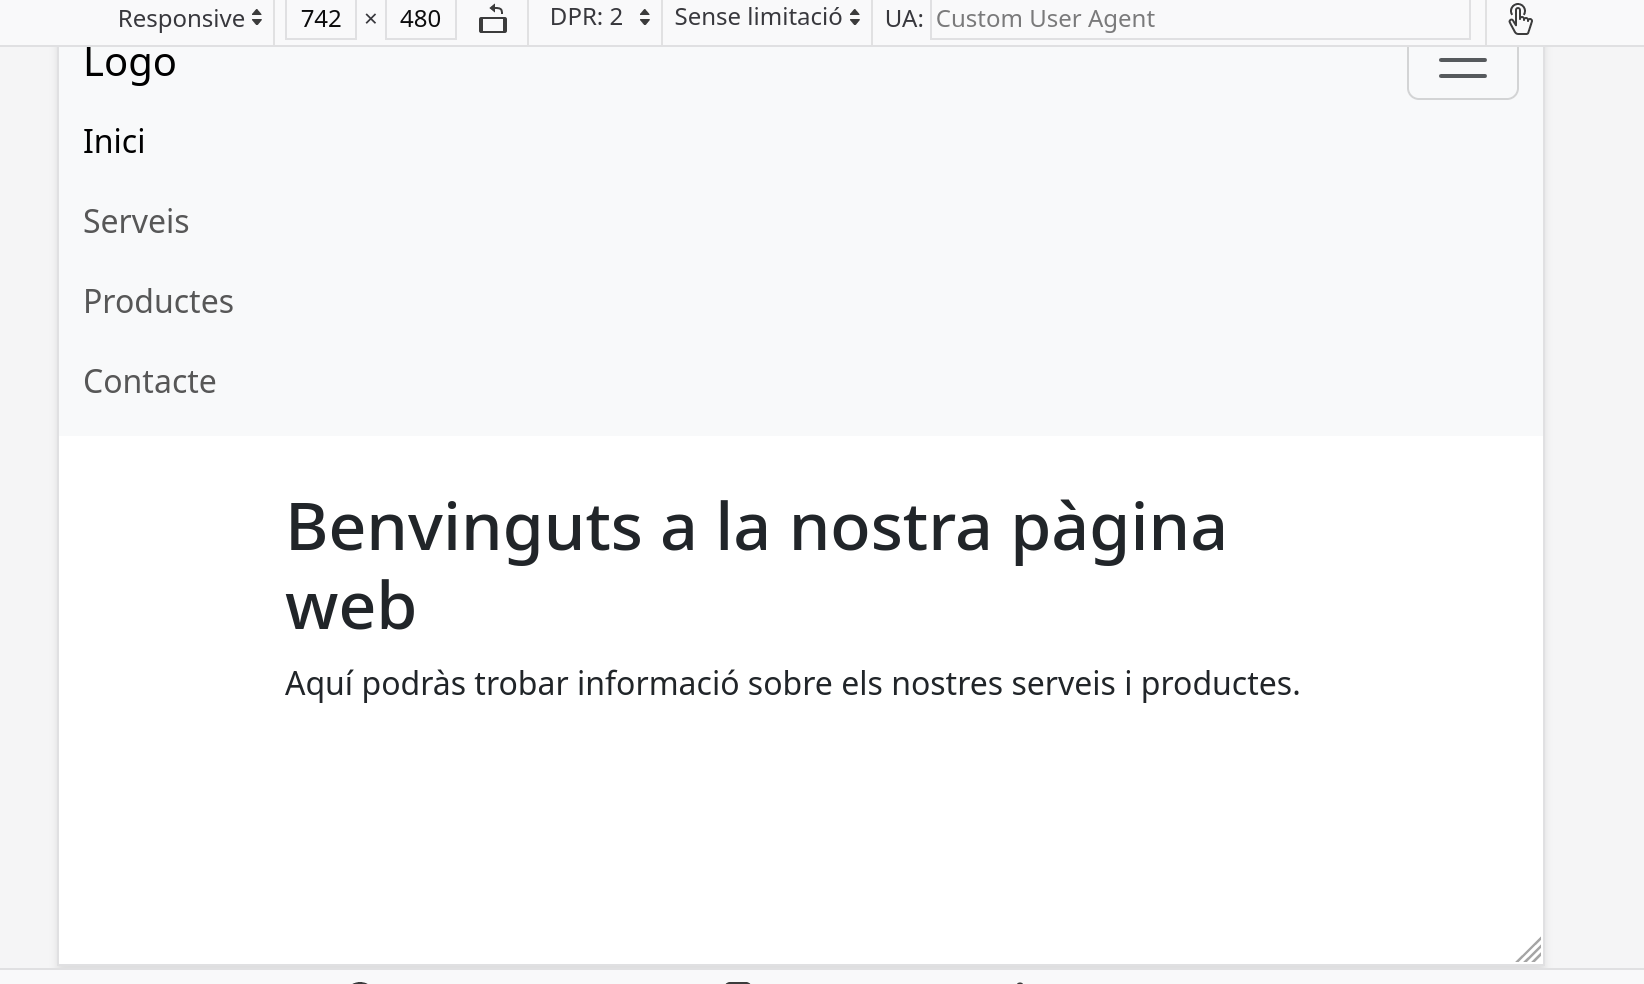 Responsive 742 × 480 DPR: 2 Sense limitació UA: Custom User Agent
Logo
Inici
Serveis
Productes
Contacte
Benvinguts a la nostra pàgina
web
Aquí podràs trobar informació sobre els nostres serveis i productes.